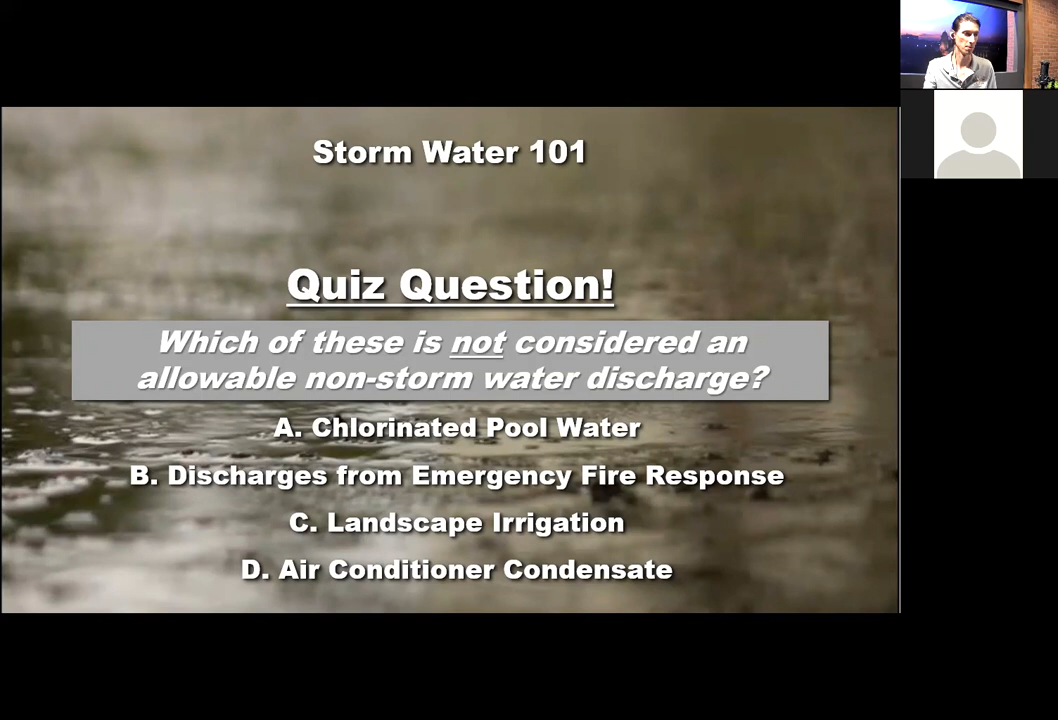 Storm Water 101
Quiz Question!
Which of these is not considered an
allowable non-storm water discharge?
A. Chlorinated Pool Water
B. Discharges from Emergency Fire Response
C. Landscape Irrigation
D. Air Conditioner Condensate